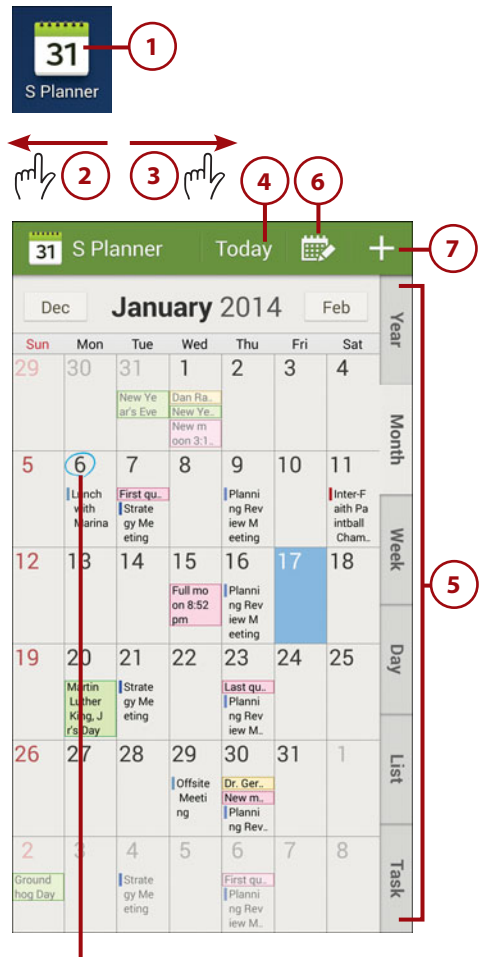 31
S Planner
1
2
3
4
6
31 S Planner Today
7
Dec January 2014 Feb
Sun Mon Tue Wed Thu Fri Sat
29 30 31 1 2 3 4
New Ye
ar's Eve
Dan Ra..
New Ye..
New m
oon 3:1..
5 6 7 8 9 10 11
Lunch
with
Marina
First qu..
Strate
gy Me
eting
Planni
ng Rev
iew M
eeting
Inter-F
aith Pa
intball
Cham..
12 13 14 15 16 17 18
Full mo
on 8:52
pm
Planni
ng Rev
iew M
eeting
19 20 21 22 23 24 25
Martin
Luther
King, J
r's Day
Strate
gy Me
eting
Last qu..
Planni
ng Rev
iew M..
26 27 28 29 30 31 1
Offsite
Meeti
ng
Dr. Ger..
New m..
Planni
ng Rev..
2 3 4 5 6 7 8
Ground
hog Day
Strate
gy Me
eting
First qu..
Planni
ng Rev
iew M..
Year
Month
Week
Day
List
Task
5